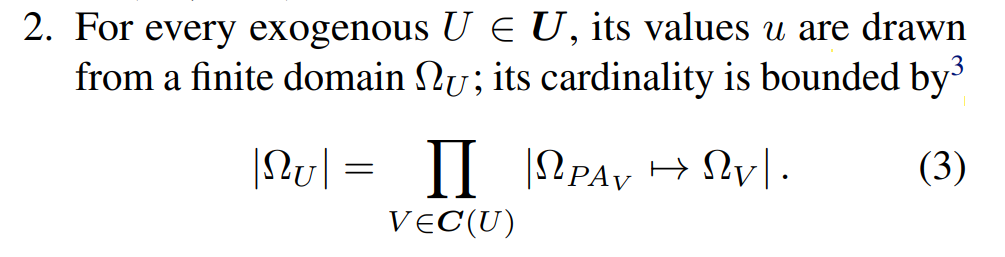 2. For every exogenous U ∈ U, its values u are drawn
from a finite domain Ω_U; its cardinality is bounded by³
|Ω_U| = ∏_{V∈C(U)} |Ω_{PA_V} ↦ Ω_V| . (3)